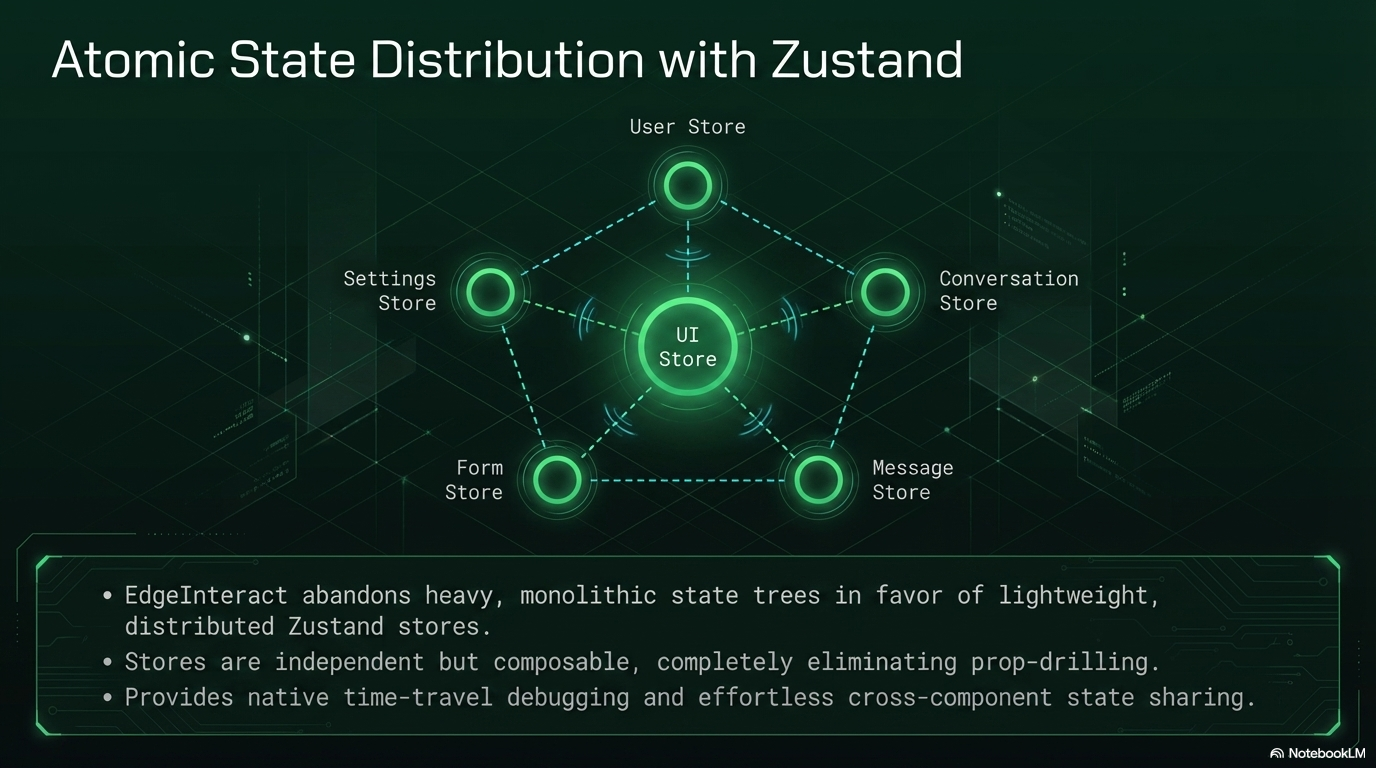 Atomic State Distribution with Zustand
User Store
Settings
Store
Conversation
Store
UI
Store
Form
Store
Message
Store
• EdgeInteract abandons heavy, monolithic state trees in favor of lightweight,
distributed Zustand stores.
• Stores are independent but composable, completely eliminating prop-drilling.
• Provides native time-travel debugging and effortless cross-component state sharing.
NotebookLM